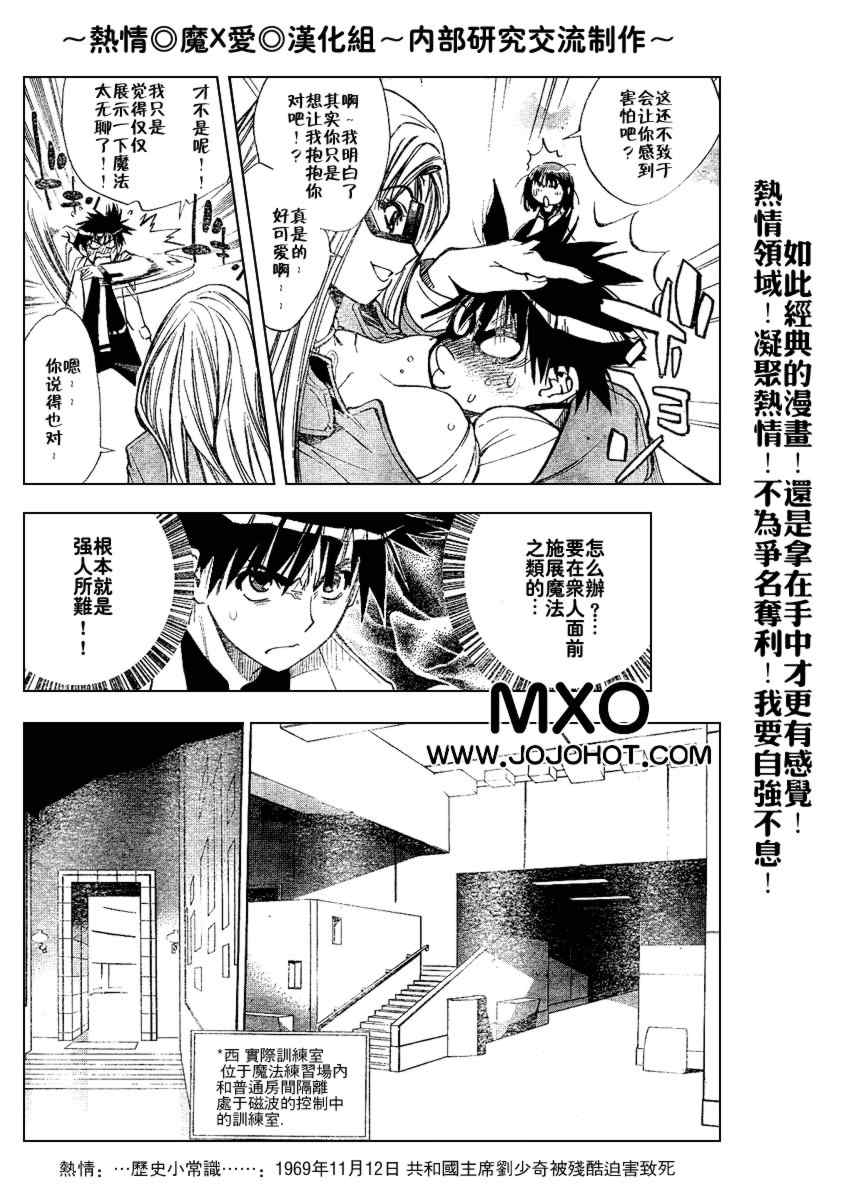 ～熱情◎魔X愛◎漢化組～内部研究交流制作～
这还不致于
会让你感到
害怕吧？
啊~我明白了
其实你只是
想让我抱抱你
对吧！？
真是的~
好可爱啊~~
才不是呢！！
我只是
觉得仅仅
展示一下魔法
太无聊了！！
嗯~~
你说得也对~
怎么辦？…
要在衆人面前
施展魔法
之類的…
根本就是
强人所難！！
MXO
WWW.JOJOHOT.COM
*西 實際訓練室
位于魔法練習場內
和普通房間隔離
處于磁波的控制中
的訓練室.
如此經典的漫畫！還是拿在手中才更有感覺！
熱情領域！凝聚熱情！不為爭名奪利！我要自強不息！
熱情：…歷史小常識……：1969年11月12日 共和國主席劉少奇被殘酷迫害致死